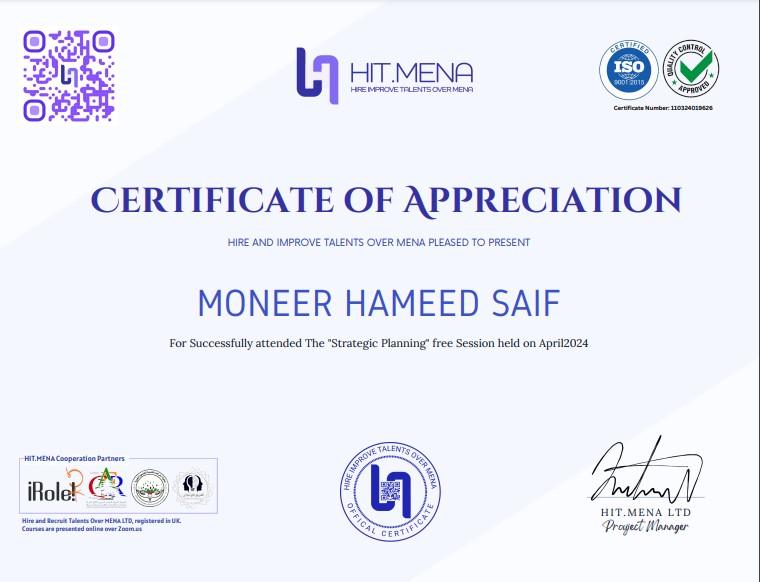 HIT.MENA
HIRE IMPROVE TALENTS OVER MENA
CERTIFIED
ISO
9001:2015
QUALITY CONTROL
APPROVED
Certificate Number: 110324019626
CERTIFICATE OF APPRECIATION
HIRE AND IMPROVE TALENTS OVER MENA PLEASED TO PRESENT
MONEER HAMEED SAIF
For Successfully attended The "Strategic Planning" free Session held on April2024
HIT.MENA Cooperation Partners
iRole!
Hire and Recruit Talents Over MENA LTD, registered in UK.
Courses are presented online over Zoom.us
HIRE IMPROVE TALENTS OVER MENA
OFFICAL CERTIFICATE
HIT.MENA LTD